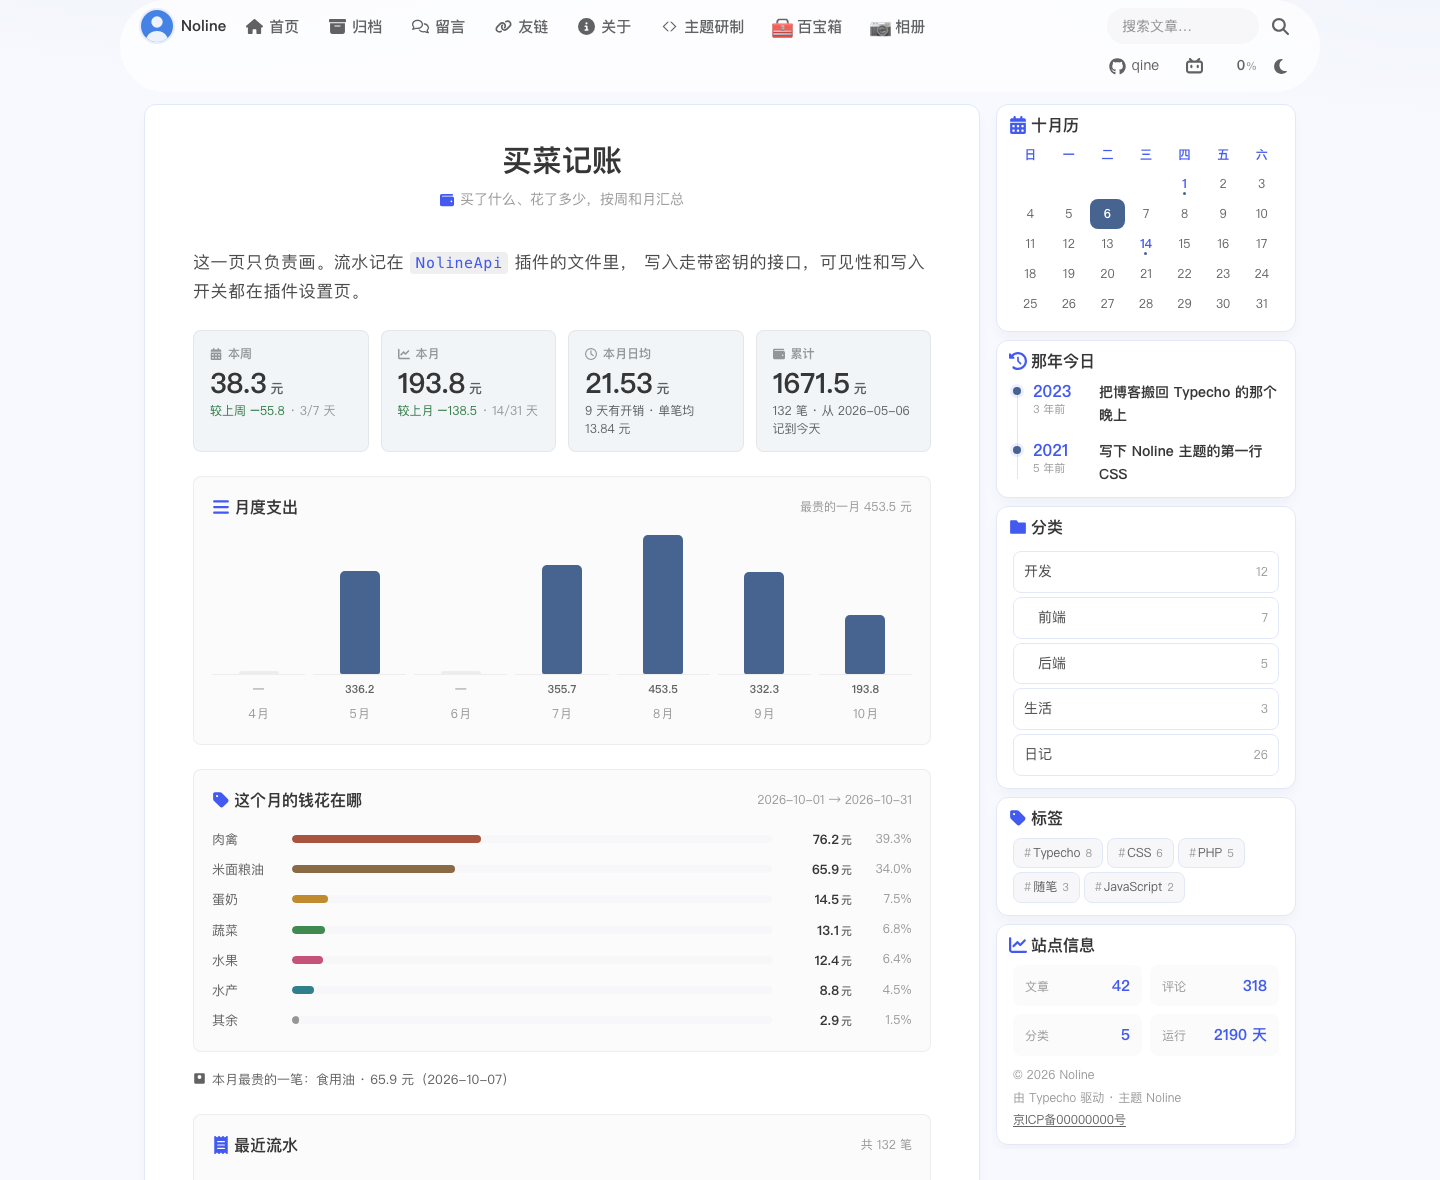 Noline 首页 归档 留言 友链 关于 主题研制 百宝箱 相册 搜索文章...
qine 0%
买菜记账
买了什么、花了多少，按周和月汇总
这一页只负责画。流水记在 NolineApi 插件的文件里， 写入走带密钥的接口，可见性和写入
开关都在插件设置页。
本周
38.3 元
较上周 −55.8 · 3/7 天
本月
193.8 元
较上月 −138.5 · 14/31 天
本月日均
21.53 元
9 天有开销 · 单笔均
13.84 元
累计
1671.5 元
132 笔 · 从 2026-05-06
记到今天
月度支出 最贵的一月 453.5 元
— 336.2 — 355.7 453.5 332.3 193.8
4月 5月 6月 7月 8月 9月 10月
这个月的钱花在哪 2026-10-01 → 2026-10-31
肉禽 76.2元 39.3%
米面粮油 65.9元 34.0%
蛋奶 14.5元 7.5%
蔬菜 13.1元 6.8%
水果 12.4元 6.4%
水产 8.8元 4.5%
其余 2.9元 1.5%
本月最贵的一笔：食用油 · 65.9 元（2026-10-07）
最近流水 共 132 笔
十月历
日 一 二 三 四 五 六
1 2 3
4 5 6 7 8 9 10
11 12 13 14 15 16 17
18 19 20 21 22 23 24
25 26 27 28 29 30 31
那年今日
2023
3 年前
把博客搬回 Typecho 的那个
晚上
2021
5 年前
写下 Noline 主题的第一行
CSS
分类
开发 12
前端 7
后端 5
生活 3
日记 26
标签
#Typecho 8 #CSS 6 #PHP 5
#随笔 3 #JavaScript 2
站点信息
文章 42 评论 318
分类 5 运行 2190 天
© 2026 Noline
由 Typecho 驱动 · 主题 Noline
京ICP备00000000号